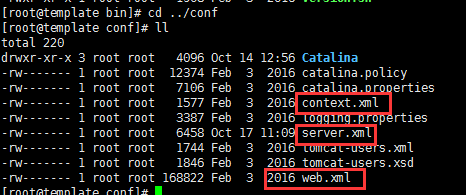 [root@template bin]# cd ../conf
[root@template conf]# ll
total 220
drwxr-xr-x 3 root root 4096 Oct 14 12:56 Catalina
-rw------- 1 root root 12374 Feb 3 2016 catalina.policy
-rw------- 1 root root 7106 Feb 3 2016 catalina.properties
-rw------- 1 root root 1577 Feb 3 2016 context.xml
-rw------- 1 root root 3387 Feb 3 2016 logging.properties
-rw------- 1 root root 6458 Oct 17 11:09 server.xml
-rw------- 1 root root 1744 Feb 3 2016 tomcat-users.xml
-rw------- 1 root root 1846 Feb 3 2016 tomcat-users.xsd
-rw------- 1 root root 168822 Feb 3 2016 web.xml
[root@template conf]#